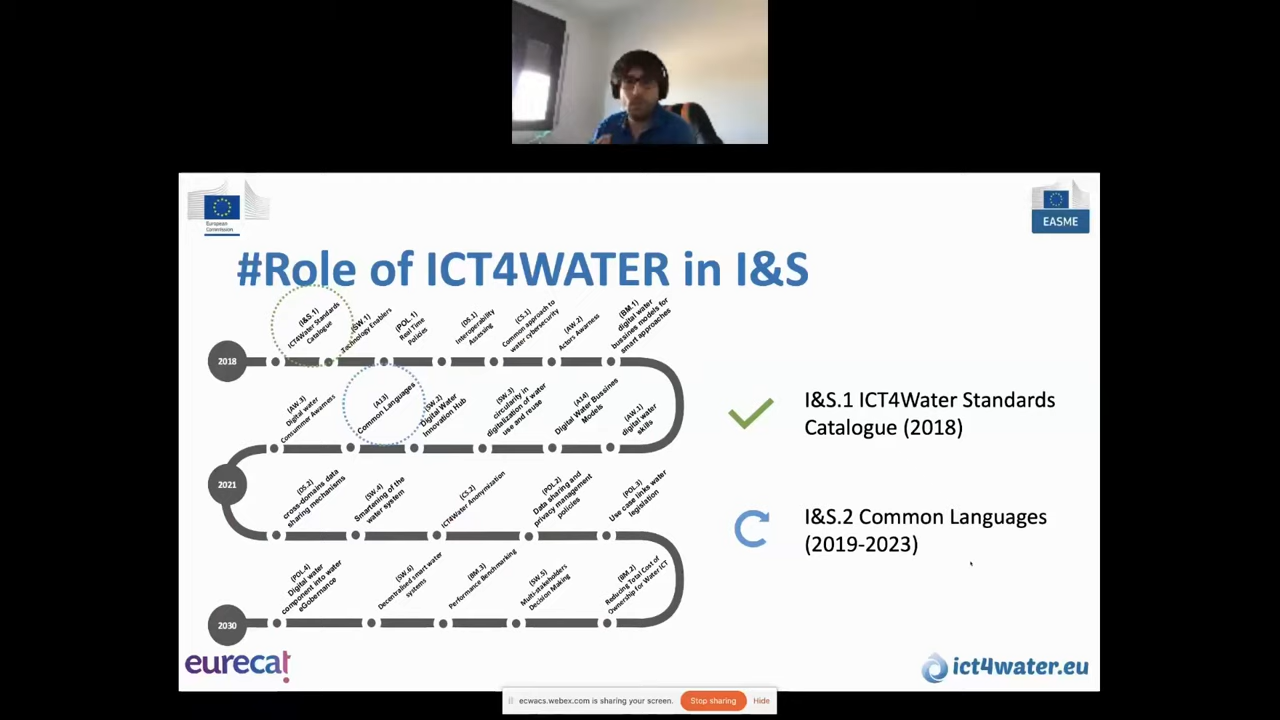 European
Commission
EASME
#Role of ICT4WATER in I&S
(I&S.1)
ICT4Water Standards
Catalogue
(SW.1)
Technology Enablers
(POL.1)
Real Time
Policies
(DS.1)
Interoperability
Assessing
(CS.1)
Common approach to
water cybersecurity
(AW.2)
Actors Awarness
(BM.1)
digital water
bussines models for
smart approaches
2018
(AW.3)
Digital water
Consummer Awarness
(A13)
Common Languages
(SW.2)
Digital Water
Innovation Hub
(SW.3)
circularity in
digitalization of water
use and reuse
(A14)
Digital Water Bussines
Models
(AW.1)
digital water
skills
I&S.1 ICT4Water Standards
Catalogue (2018)
2021
(DS.2)
cross-domains data
sharing mechanisms
(SW.4)
Smartening of the
water system
(CS.2)
ICT4Water Anonymization
(POL.2)
Data sharing and
privacy management
policies
(POL.3)
Use case links water
legislation
I&S.2 Common Languages
(2019-2023)
(POL.4)
Digital water
component into water
eGobernance
(SW.6)
Decentralised smart water
systems
(BM.3)
Performance Benchmarking
(SW.5)
Multi-stakeholders
Decision Making
(BM.2)
Reducing Total Cost of
Ownership for Water ICT
2030
eurecat
ict4water.eu
ecwacs.webex.com is sharing your screen.
Stop sharing
Hide